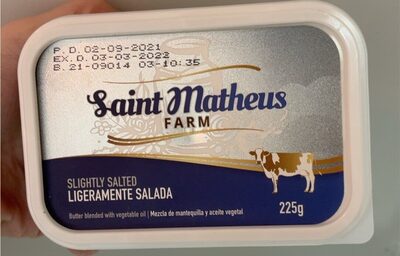 P.D.02-09-2021
EX.D.03-03-2022
B.21-09014 03-10:35
Saint Matheus
FARM
SLIGHTLY SALTED
LIGERAMENTE SALADA
Butter blended with vegetable oil | Mezcla de mantequilla y aceite vegetal
225g